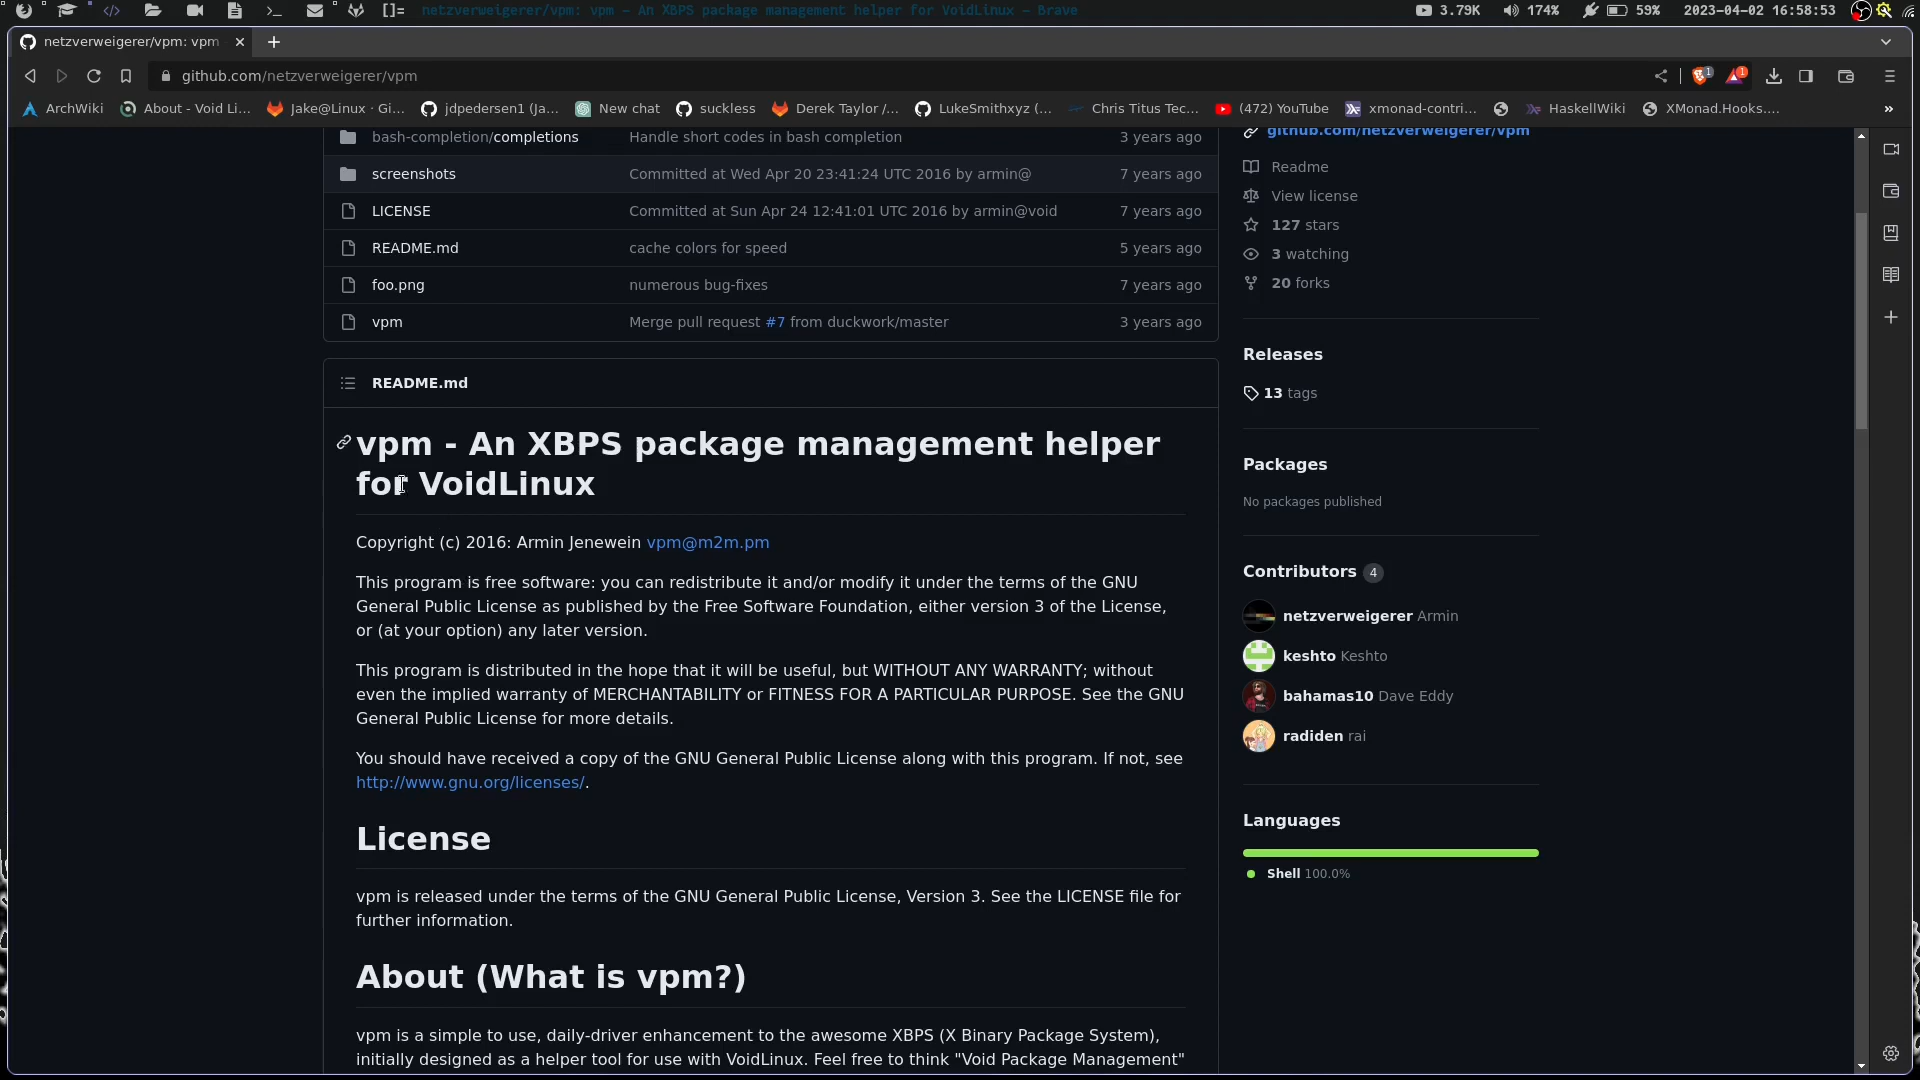 []= netzverweigerer/vpm: vpm - An XBPS package management helper for VoidLinux - Brave 3.79K 174% 59% 2023-04-02 16:58:53
netzverweigerer/vpm: vpm
github.com/netzverweigerer/vpm 1 1
ArchWiki About - Void Li... Jake@Linux · Gi... jdpedersen1 (Ja... New chat suckless Derek Taylor /... LukeSmithxyz (... Chris Titus Tec... (472) YouTube xmonad-contri... HaskellWiki XMonad.Hooks.... »
bash-completion/completions Handle short codes in bash completion 3 years ago
screenshots Committed at Wed Apr 20 23:41:24 UTC 2016 by armin@ 7 years ago
LICENSE Committed at Sun Apr 24 12:41:01 UTC 2016 by armin@void 7 years ago
README.md cache colors for speed 5 years ago
foo.png numerous bug-fixes 7 years ago
vpm Merge pull request #7 from duckwork/master 3 years ago
README.md
vpm - An XBPS package management helper
for VoidLinux
Copyright (c) 2016: Armin Jenewein vpm@m2m.pm
This program is free software: you can redistribute it and/or modify it under the terms of the GNU
General Public License as published by the Free Software Foundation, either version 3 of the License,
or (at your option) any later version.
This program is distributed in the hope that it will be useful, but WITHOUT ANY WARRANTY; without
even the implied warranty of MERCHANTABILITY or FITNESS FOR A PARTICULAR PURPOSE. See the GNU
General Public License for more details.
You should have received a copy of the GNU General Public License along with this program. If not, see
http://www.gnu.org/licenses/.
License
vpm is released under the terms of the GNU General Public License, Version 3. See the LICENSE file for
further information.
About (What is vpm?)
vpm is a simple to use, daily-driver enhancement to the awesome XBPS (X Binary Package System),
initially designed as a helper tool for use with VoidLinux. Feel free to think "Void Package Management"
github.com/netzverweigerer/vpm
Readme
View license
127 stars
3 watching
20 forks
Releases
13 tags
Packages
No packages published
Contributors 4
netzverweigerer Armin
keshto Keshto
bahamas10 Dave Eddy
radiden rai
Languages
Shell 100.0%